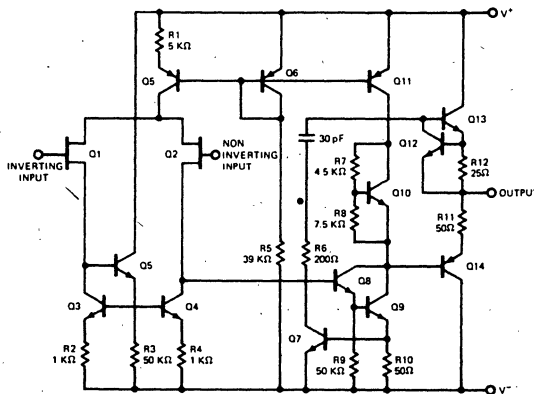 V+
R1
5 KΩ
Q5
Q6
Q11
Q13
30 pF
Q12
Q1
Q2
NON
INVERTING
INPUT
INVERTING
INPUT
R7
4.5 KΩ
Q10
R12
25Ω
OUTPUT
R8
7.5 KΩ
R11
50Ω
R5
39 KΩ
R6
200Ω
Q5
Q8
Q14
Q3
Q4
Q9
Q7
R2
1 KΩ
R3
50 KΩ
R4
1 KΩ
R9
50 KΩ
R10
50Ω
V-